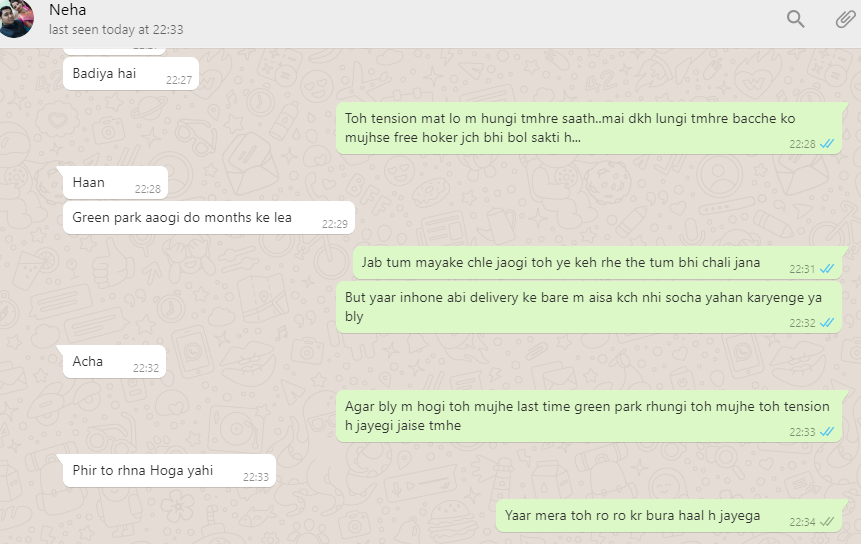 Neha
last seen today at 22:33
Badiya hai
22:27
Toh tension mat lo m hungi tmhre saath..mai dkh lungi tmhre bacche ko
mujhse free hoker jch bhi bol sakti h...
22:28
Haan
22:28
Green park aaogi do months ke lea
22:29
Jab tum mayake chle jaogi toh ye keh rhe the tum bhi chali jana
22:31
But yaar inhone abi delivery ke bare m aisa kch nhi socha yahan karyenge ya
bly
22:32
Acha
22:32
Agar bly m hogi toh mujhe last time green park rhungi toh mujhe toh tension
h jayegi jaise tmhe
22:33
Phir to rhna Hoga yahi
22:33
Yaar mera toh ro ro kr bura haal h jayega
22:34